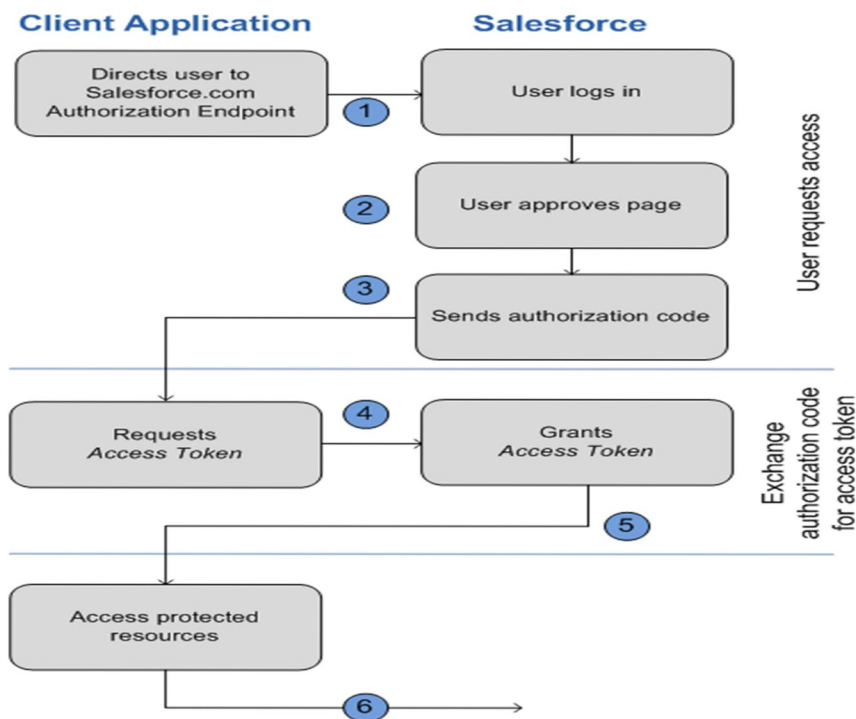 Client Application
Salesforce
Directs user to
Salesforce.com
Authorization Endpoint
1
User logs in
2
User approves page
3
Sends authorization code
User requests access
Requests
Access Token
4
Grants
Access Token
5
Exchange
authorization code
for access token
Access protected
resources
6